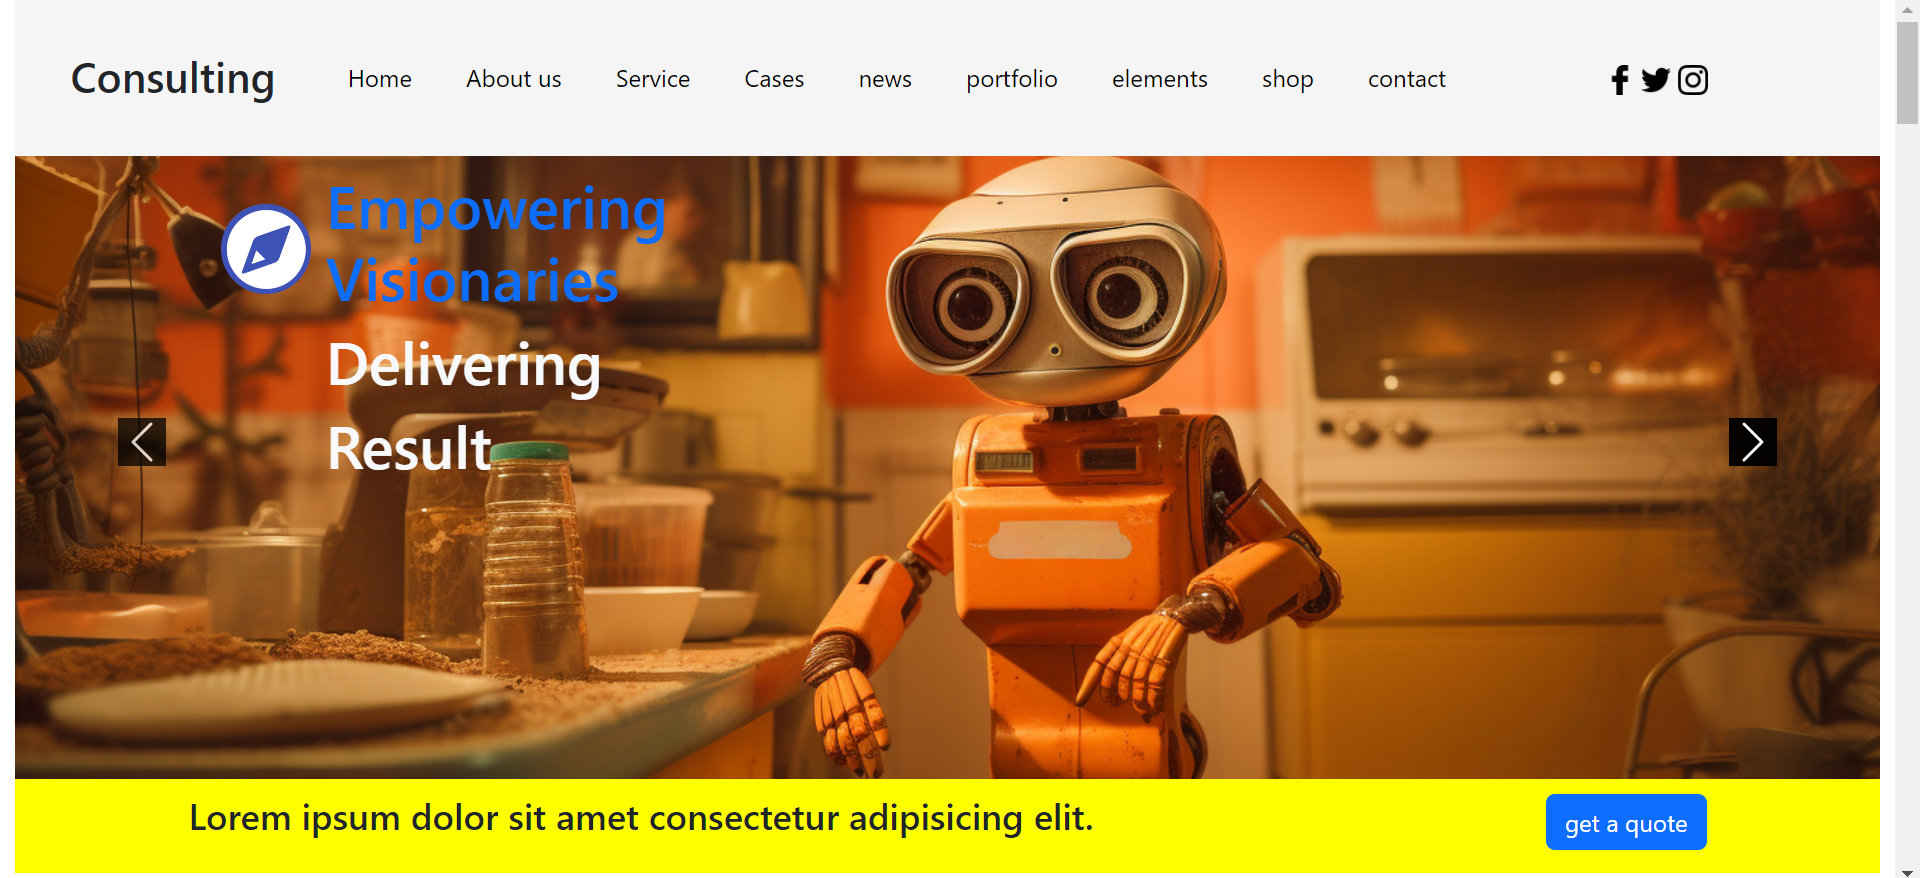 Consulting Home About us Service Cases news portfolio elements shop contact
Empowering
Visionaries
Delivering
Result
Lorem ipsum dolor sit amet consectetur adipisicing elit. get a quote